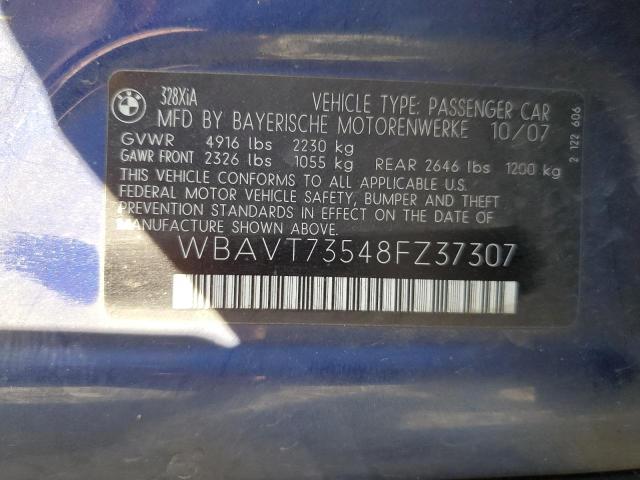 BMW
328XiA VEHICLE TYPE: PASSENGER CAR
MFD BY BAYERISCHE MOTORENWERKE 10/07
GVWR 4916 lbs 2230 kg
GAWR FRONT 2326 lbs 1055 kg REAR 2646 lbs 1200 kg
THIS VEHICLE CONFORMS TO ALL APPLICABLE U.S.
FEDERAL MOTOR VEHICLE SAFETY, BUMPER AND THEFT
PREVENTION STANDARDS IN EFFECT ON THE DATE OF
MANUFACTURE SHOWN ABOVE.
WBAVT73548FZ37307
2 122 606